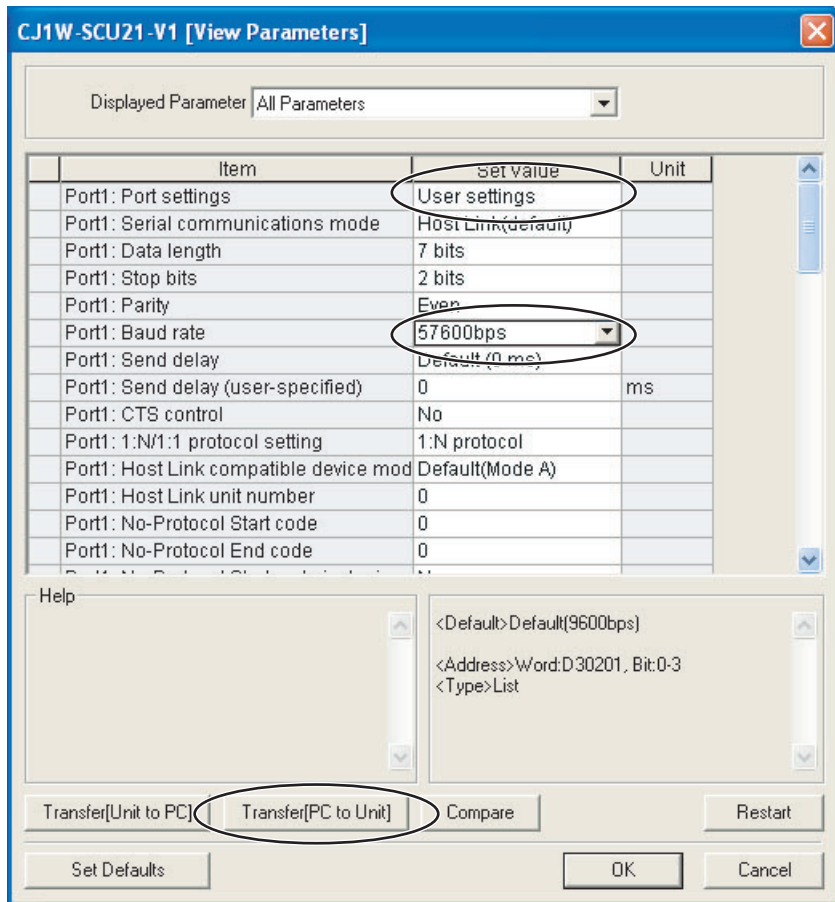 CJ1W-SCU21-V1 [View Parameters]
Displayed Parameter All Parameters
Item Set Value Unit
Port1: Port settings User settings
Port1: Serial communications mode Host Link(default)
Port1: Data length 7 bits
Port1: Stop bits 2 bits
Port1: Parity Even
Port1: Baud rate 57600bps
Port1: Send delay Default (0 ms)
Port1: Send delay (user-specified) 0 ms
Port1: CTS control No
Port1: 1:N/1:1 protocol setting 1:N protocol
Port1: Host Link compatible device mod Default(Mode A)
Port1: Host Link unit number 0
Port1: No-Protocol Start code 0
Port1: No-Protocol End code 0
Help
<Default>Default(9600bps)
<Address>Word:D30201, Bit:0-3
<Type>List
Transfer[Unit to PC] Transfer[PC to Unit] Compare Restart
Set Defaults OK Cancel